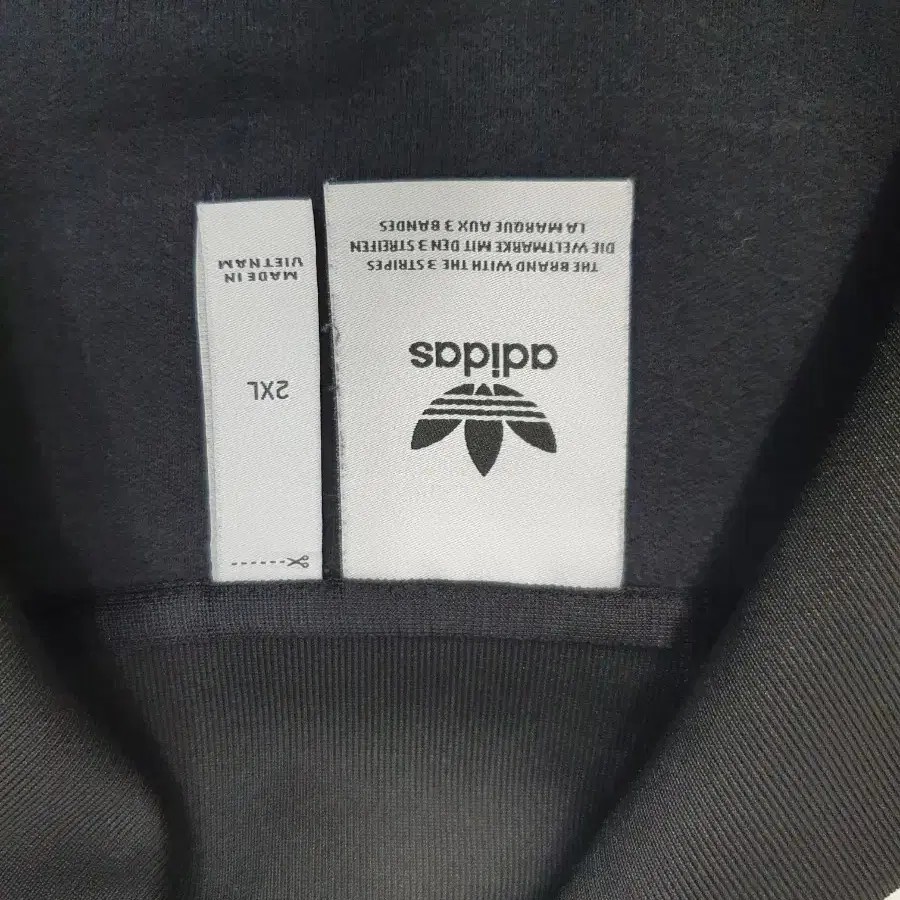 adidas
THE BRAND WITH THE 3 STRIPES
DIE WELTMARKE MIT DEN 3 STREIFEN
LA MARQUE AUX 3 BANDES
2XL
MADE IN
VIETNAM